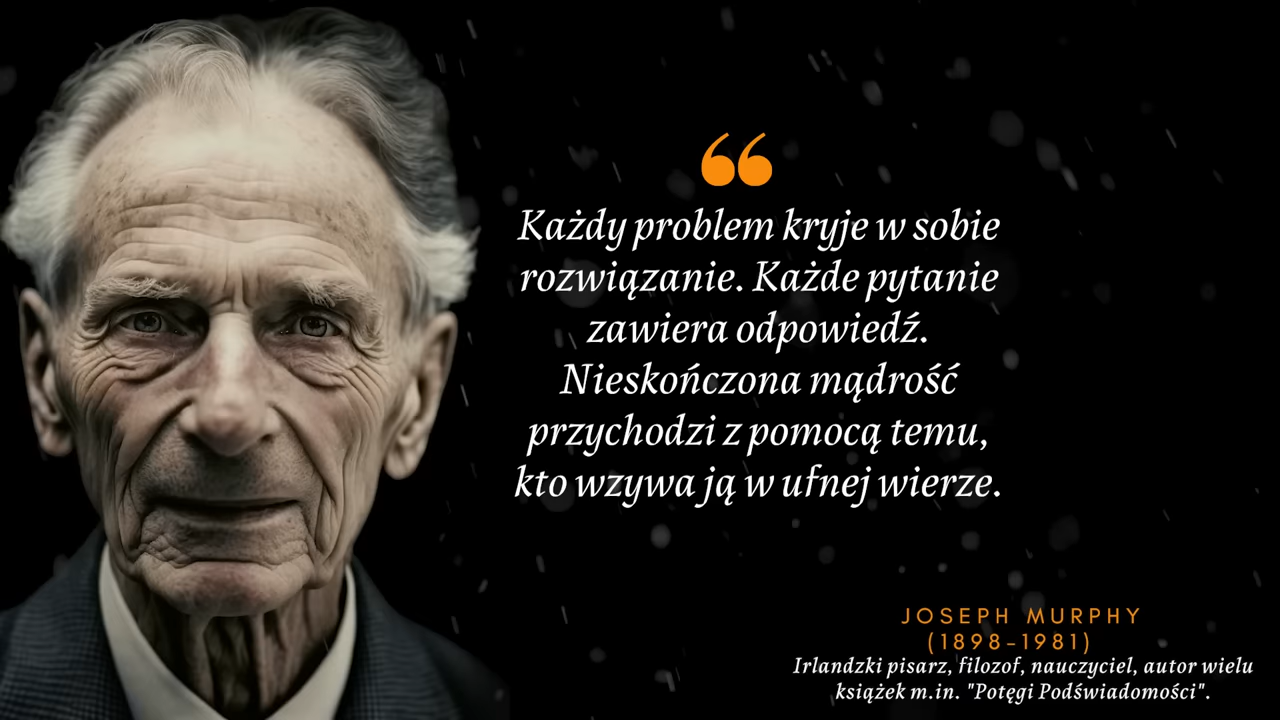 “
Każdy problem kryje w sobie
rozwiązanie. Każde pytanie
zawiera odpowiedź.
Nieskończona mądrość
przychodzi z pomocą temu,
kto wzywa ją w ufnej wierze.
JOSEPH MURPHY
(1898-1981)
Irlandzki pisarz, filozof, nauczyciel, autor wielu
książek m.in. "Potęgi Podświadomości".